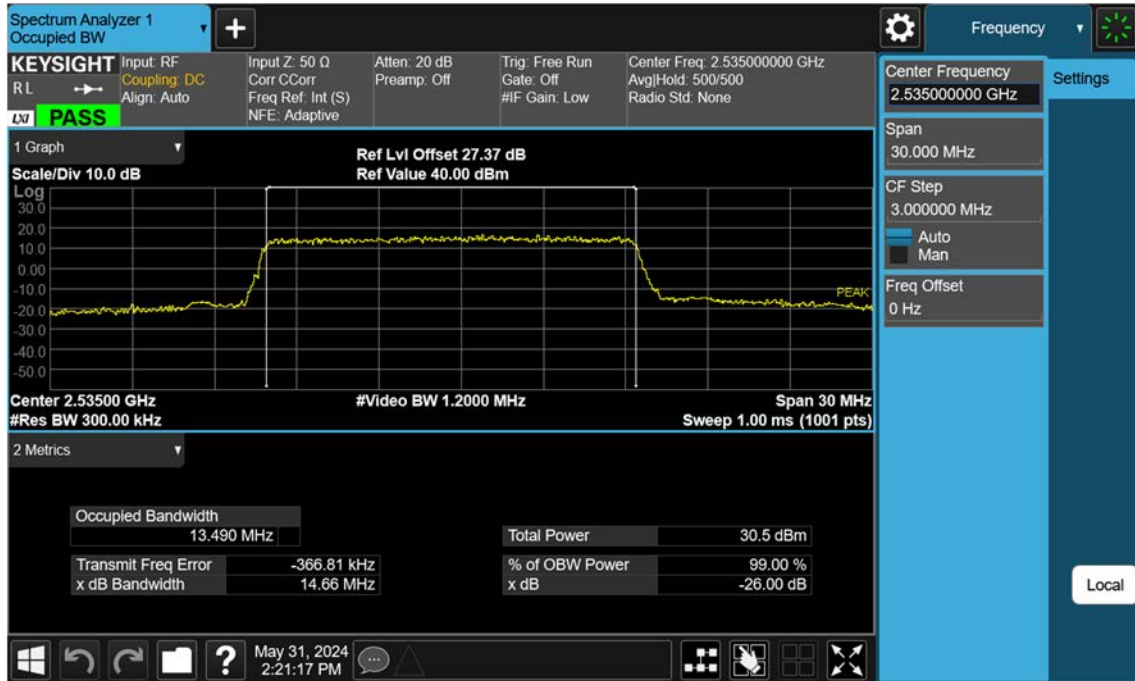 Spectrum Analyzer 1
Occupied BW
+
Frequency
KEYSIGHT
RL
LXI
PASS
Input: RF
Coupling: DC
Align: Auto
Input Z: 50 Ω
Corr CCorr
Freq Ref: Int (S)
NFE: Adaptive
Atten: 20 dB
Preamp: Off
Trig: Free Run
Gate: Off
#IF Gain: Low
Center Freq: 2.535000000 GHz
Avg|Hold: 500/500
Radio Std: None
Center Frequency
2.535000000 GHz
Settings
Span
30.000 MHz
CF Step
3.000000 MHz
Auto
Man
Freq Offset
0 Hz
Local
1 Graph
Scale/Div 10.0 dB
Ref Lvl Offset 27.37 dB
Ref Value 40.00 dBm
Log
30.0
20.0
10.0
0.00
-10.0
-20.0
-30.0
-40.0
-50.0
PEAK
Center 2.53500 GHz
#Video BW 1.2000 MHz
Span 30 MHz
#Res BW 300.00 kHz
Sweep 1.00 ms (1001 pts)
2 Metrics
Occupied Bandwidth
13.490 MHz
Total Power 30.5 dBm
Transmit Freq Error -366.81 kHz
% of OBW Power 99.00 %
x dB Bandwidth 14.66 MHz
x dB -26.00 dB
?
May 31, 2024
2:21:17 PM